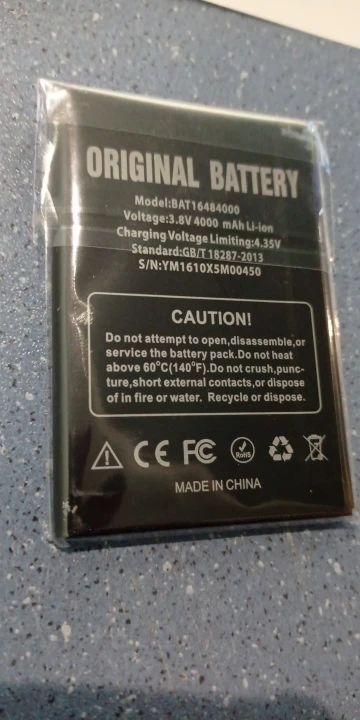 ORIGINAL BATTERY
Model:BAT16484000
Voltage:3.8V 4000 mAh Li-ion
Charging Voltage Limiting:4.35V
Standard:GB/T 18287-2013
S/N:YM1610X5M00450
CAUTION!
Do not attempt to open,disassemble,or
service the battery pack.Do not heat
above 60°C(140°F).Do not crush,punc-
ture,short external contacts,or dispose
of in fire or water. Recycle or dispose.
CE FC RoHS
MADE IN CHINA